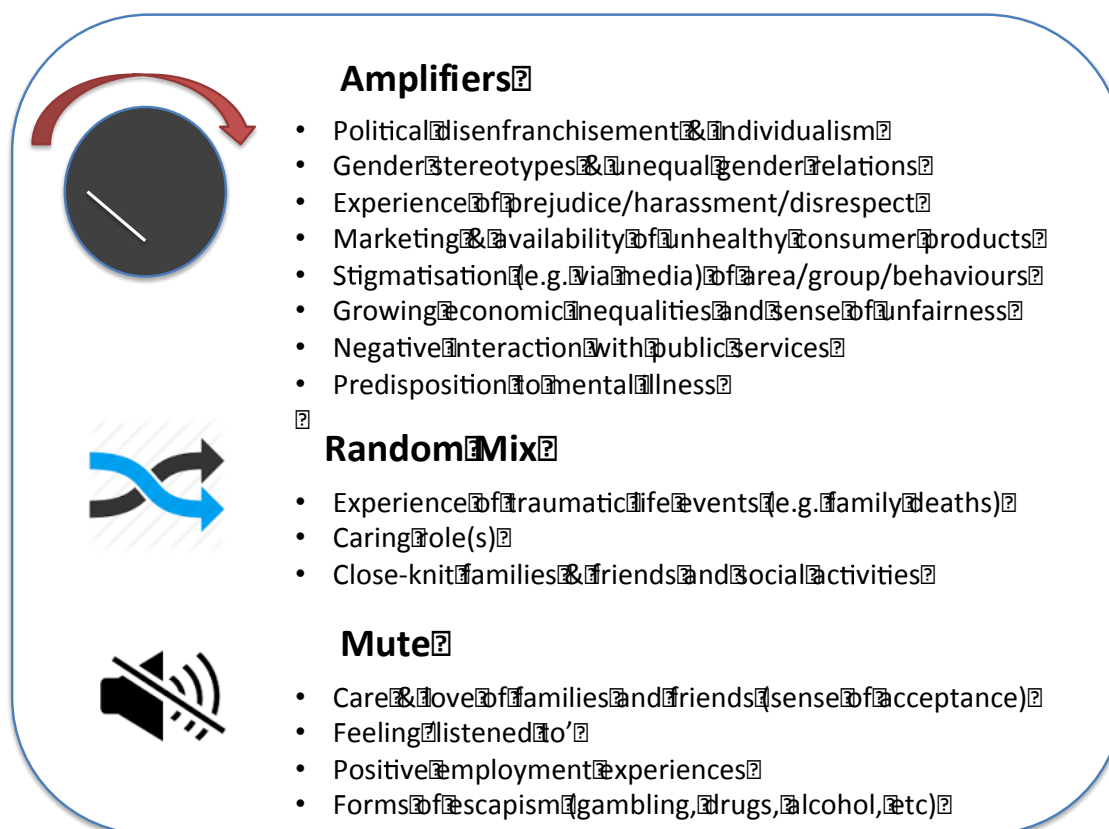 Amplifiers
• Political disenfranchisement & individualism
• Gender stereotypes & unequal gender relations
• Experience of prejudice/harassment/disrespect
• Marketing & availability of unhealthy consumer products
• Stigmatisation (e.g. via media) of area/group/behaviours
• Growing economic inequalities and sense of unfairness
• Negative interaction with public services
• Predisposition to mental illness
Random Mix
• Experience of traumatic life events (e.g. family deaths)
• Caring role(s)
• Close-knit families & friends and social activities
Mute
• Care & love of families and friends (sense of acceptance)
• Feeling 'listened to'
• Positive employment experiences
• Forms of escapism (gambling, drugs, alcohol, etc)